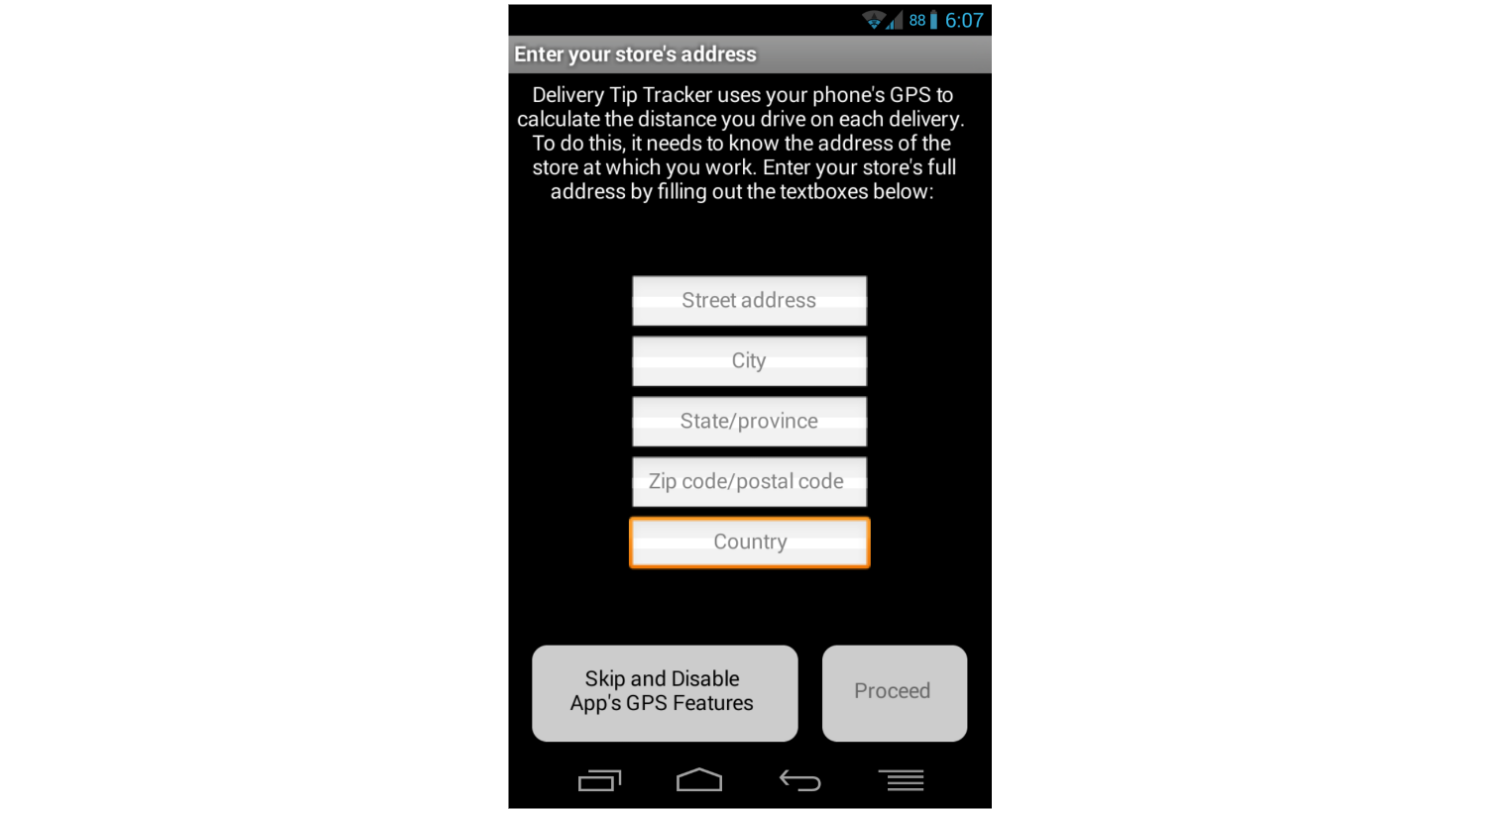 88 6:07
Enter your store's address
Delivery Tip Tracker uses your phone's GPS to
calculate the distance you drive on each delivery.
To do this, it needs to know the address of the
store at which you work. Enter your store's full
address by filling out the textboxes below:
Street address
City
State/province
Zip code/postal code
Country
Skip and Disable
App's GPS Features
Proceed